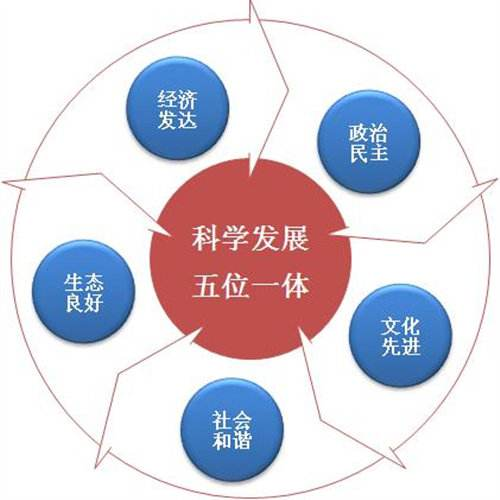 经济
发达
政治
民主
科学发展
五位一体
生态
良好
文化
先进
社会
和谐